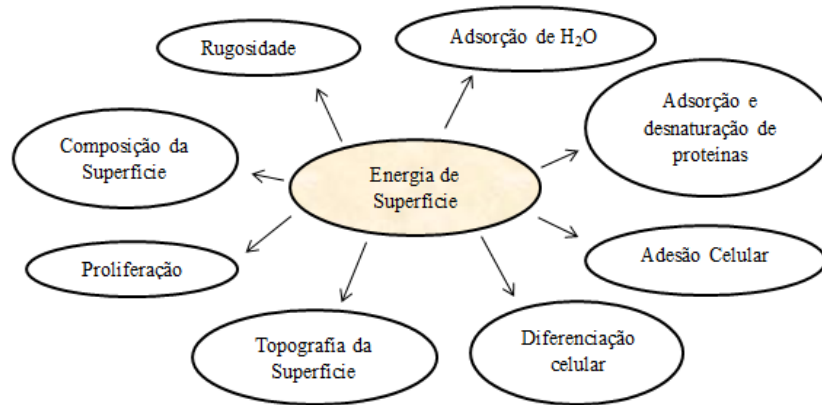 Rugosidade
Adsorção de H₂O
Adsorção e
desnaturação de
proteínas
Composição da
Superfície
Energia de
Superfície
Proliferação
Adesão Celular
Topografia da
Superfície
Diferenciação
celular